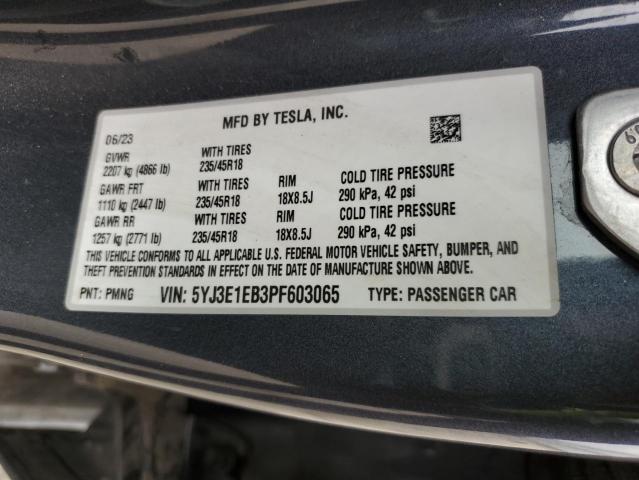 MFD BY TESLA, INC.
06/23
GVWR WITH TIRES
2207 kg (4866 lb) 235/45R18
GAWR FRT WITH TIRES RIM COLD TIRE PRESSURE
1110 kg (2447 lb) 235/45R18 18X8.5J 290 kPa, 42 psi
GAWR RR WITH TIRES RIM COLD TIRE PRESSURE
1257 kg (2771 lb) 235/45R18 18X8.5J 290 kPa, 42 psi
THIS VEHICLE CONFORMS TO ALL APPLICABLE U.S. FEDERAL MOTOR VEHICLE SAFETY, BUMPER, AND
THEFT PREVENTION STANDARDS IN EFFECT ON THE DATE OF MANUFACTURE SHOWN ABOVE.
PNT: PMNG VIN: 5YJ3E1EB3PF603065 TYPE: PASSENGER CAR